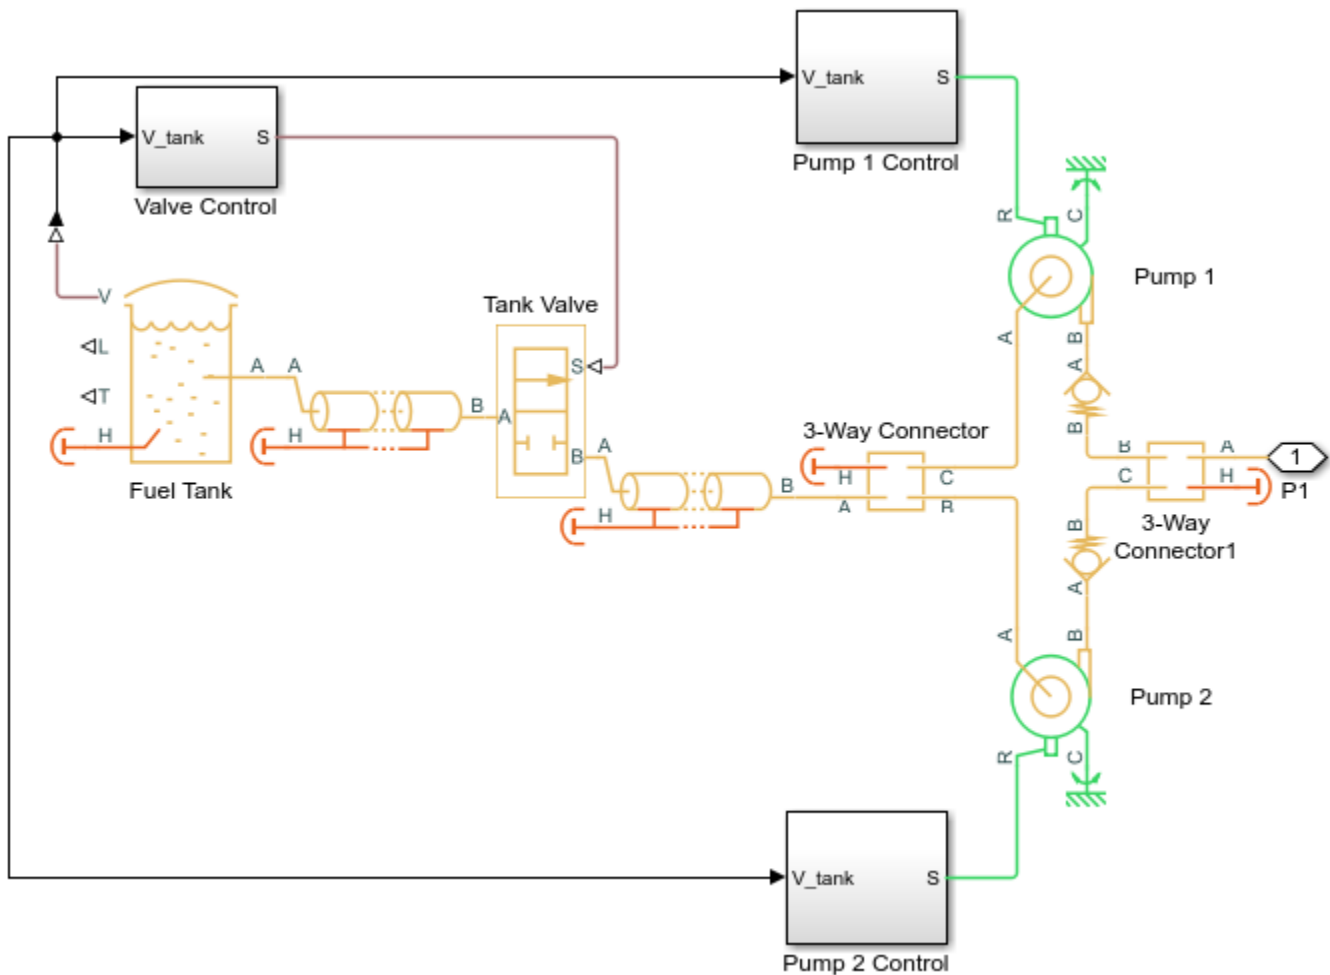 V_tank S
Pump 1 Control
V_tank S
Valve Control
R
C
Pump 1
V
Tank Valve
L
S
A
B
A A
A
T
B
A
H
H
B
A
B
3-Way Connector
B
A
Fuel Tank
H
C
C
H
1
P1
B
A
B
H
B
3-Way
Connector1
A
A
B
Pump 2
R
C
V_tank S
Pump 2 Control